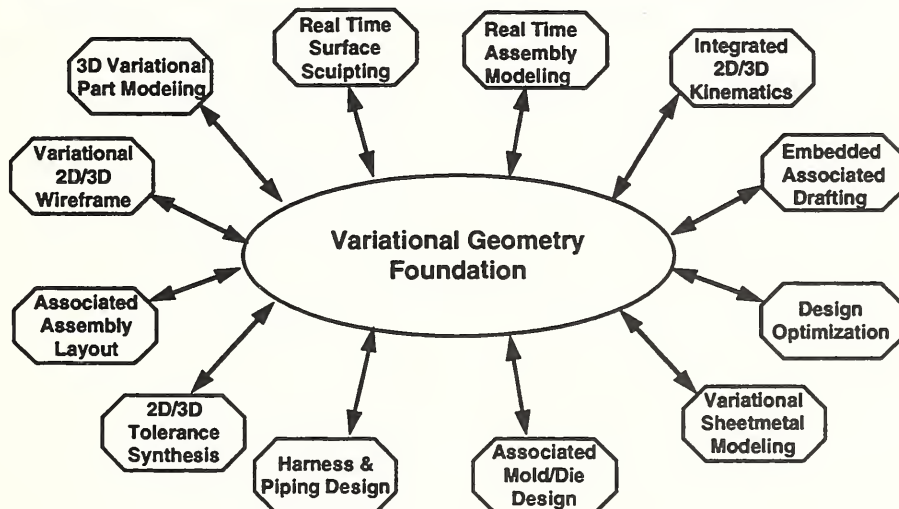 Real Time
Surface
Sculpting
Real Time
Assembly
Modeling
Integrated
2D/3D
Kinematics
3D Variational
Part Modeling
Variational
2D/3D
Wireframe
Embedded
Associated
Drafting
Variational Geometry
Foundation
Associated
Assembly
Layout
Design
Optimization
2D/3D
Tolerance
Synthesis
Harness &
Piping Design
Associated
Mold/Die
Design
Variational
Sheetmetal
Modeling